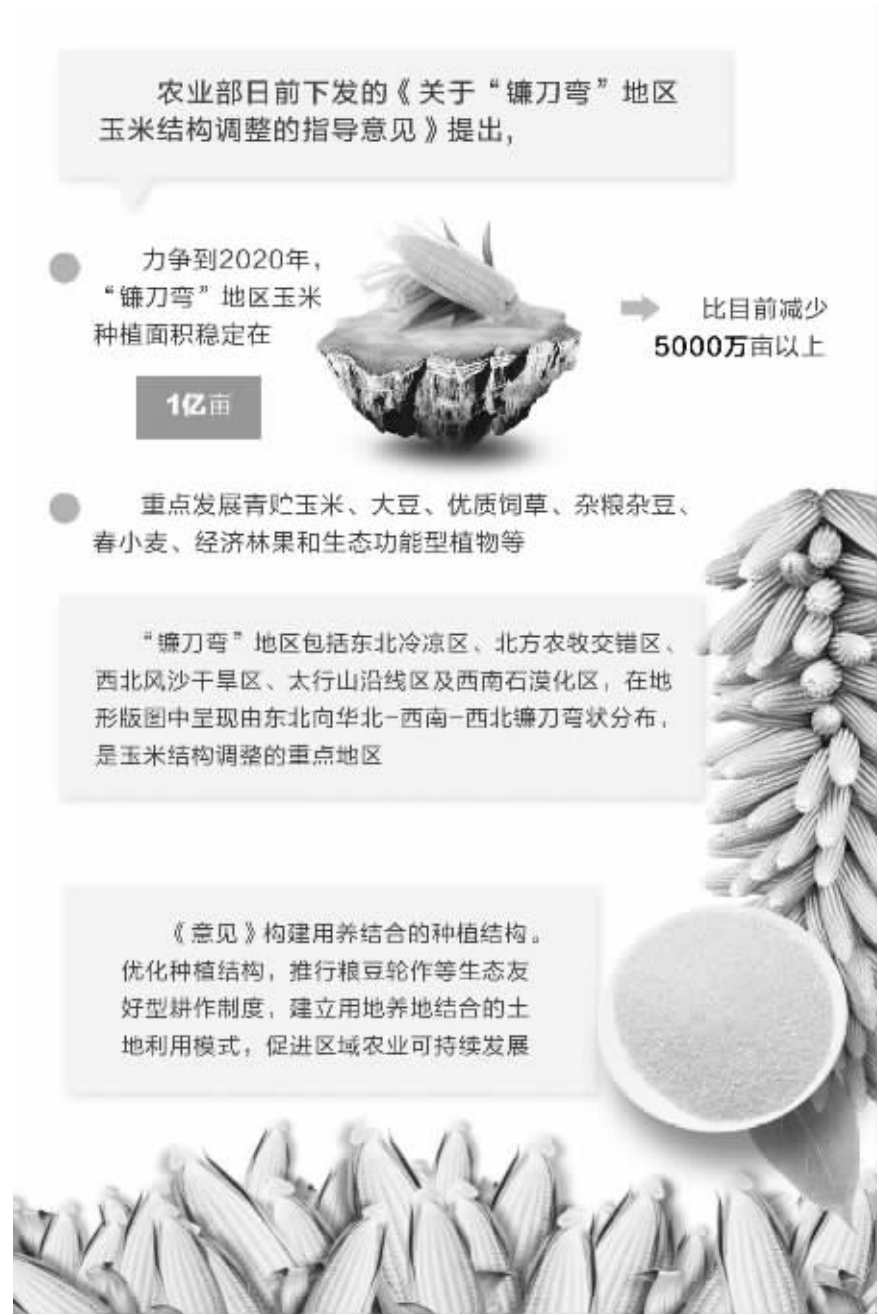 农业部日前下发的《关于“镰刀弯”地区
玉米结构调整的指导意见》提出，
力争到2020年，
“镰刀弯”地区玉米
种植面积稳定在
1亿亩
比目前减少
5000万亩以上
重点发展青贮玉米、大豆、优质饲草、杂粮杂豆、
春小麦、经济林果和生态功能型植物等
“镰刀弯”地区包括东北冷凉区、北方农牧交错区、
西北风沙干旱区、太行山沿线区及西南石漠化区，在地
形版图中呈现由东北向华北-西南-西北镰刀弯状分布，
是玉米结构调整的重点地区
《意见》构建用养结合的种植结构。
优化种植结构，推行粮豆轮作等生态友
好型耕作制度，建立用地养地结合的土
地利用模式，促进区域农业可持续发展